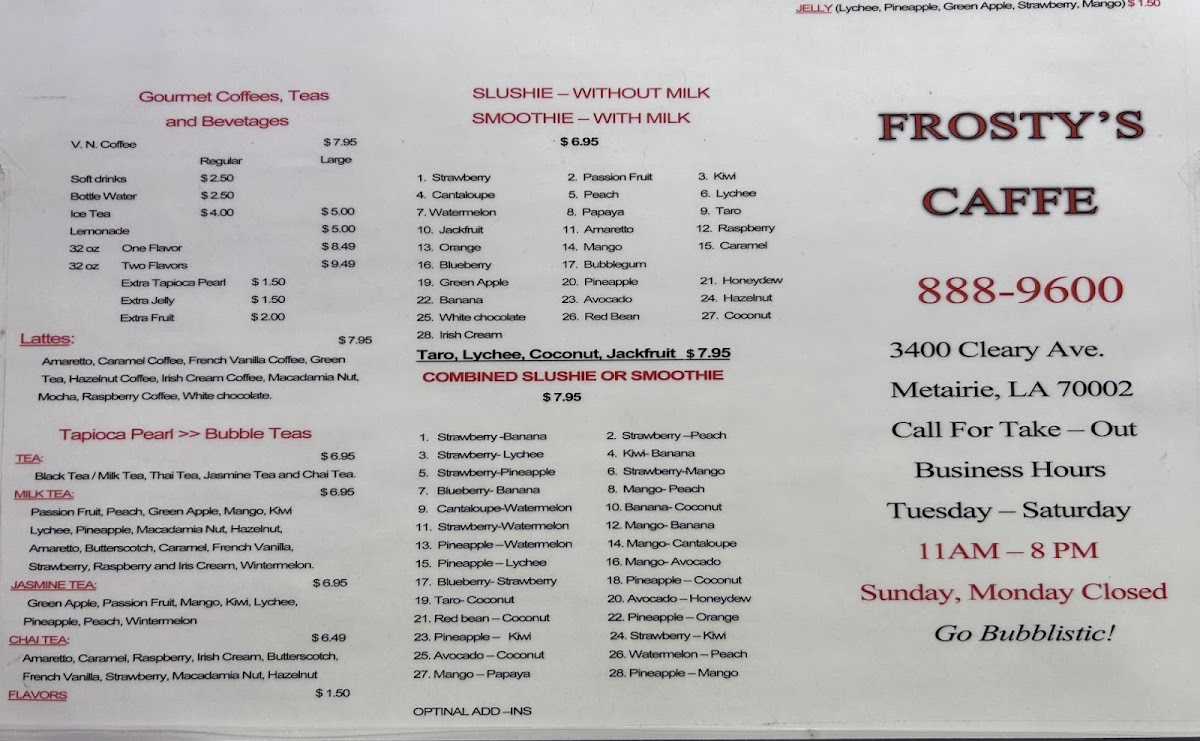 JELLY (Lychee, Pineapple, Green Apple, Strawberry, Mango) $ 1.50
Gourmet Coffees, Teas
and Bevetages
V. N. Coffee $ 7.95
Regular Large
Soft drinks $ 2.50
Bottle Water $ 2.50
Ice Tea $ 4.00 $ 5.00
Lemonade $ 5.00
32 oz One Flavor $ 8.49
32 oz Two Flavors $ 9.49
Extra Tapioca Pearl $ 1.50
Extra Jelly $ 1.50
Extra Fruit $ 2.00
Lattes: $ 7.95
Amaretto, Caramel Coffee, French Vanilla Coffee, Green
Tea, Hazelnut Coffee, Irish Cream Coffee, Macadamia Nut,
Mocha, Raspberry Coffee, White chocolate.
Tapioca Pearl >> Bubble Teas
TEA: $ 6.95
Black Tea / Milk Tea, Thai Tea, Jasmine Tea and Chai Tea.
MILK TEA: $ 6.95
Passion Fruit, Peach, Green Apple, Mango, Kiwi
Lychee, Pineapple, Macadamia Nut, Hazelnut,
Amaretto, Butterscotch, Caramel, French Vanilla,
Strawberry, Raspberry and Iris Cream, Wintermelon.
JASMINE TEA: $ 6.95
Green Apple, Passion Fruit, Mango, Kiwi, Lychee,
Pineapple, Peach, Wintermelon
CHAI TEA: $ 6.49
Amaretto, Caramel, Raspberry, Irish Cream, Butterscotch,
French Vanilla, Strawberry, Macadamia Nut, Hazelnut
FLAVORS $ 1.50
SLUSHIE – WITHOUT MILK
SMOOTHIE – WITH MILK
$ 6.95
1. Strawberry 2. Passion Fruit 3. Kiwi
4. Cantaloupe 5. Peach 6. Lychee
7. Watermelon 8. Papaya 9. Taro
10. Jackfruit 11. Amaretto 12. Raspberry
13. Orange 14. Mango 15. Caramel
16. Blueberry 17. Bubblegum
19. Green Apple 20. Pineapple 21. Honeydew
22. Banana 23. Avocado 24. Hazelnut
25. White chocolate 26. Red Bean 27. Coconut
28. Irish Cream
Taro, Lychee, Coconut, Jackfruit $ 7.95
COMBINED SLUSHIE OR SMOOTHIE
$ 7.95
1. Strawberry -Banana 2. Strawberry –Peach
3. Strawberry- Lychee 4. Kiwi- Banana
5. Strawberry-Pineapple 6. Strawberry-Mango
7. Blueberry- Banana 8. Mango- Peach
9. Cantaloupe-Watermelon 10. Banana- Coconut
11. Strawberry-Watermelon 12. Mango- Banana
13. Pineapple –Watermelon 14. Mango- Cantaloupe
15. Pineapple – Lychee 16. Mango- Avocado
17. Blueberry- Strawberry 18. Pineapple – Coconut
19. Taro- Coconut 20. Avocado – Honeydew
21. Red bean – Coconut 22. Pineapple – Orange
23. Pineapple – Kiwi 24. Strawberry – Kiwi
25. Avocado – Coconut 26. Watermelon – Peach
27. Mango – Papaya 28. Pineapple – Mango
OPTINAL ADD –INS
FROSTY'S
CAFFE
888-9600
3400 Cleary Ave.
Metairie, LA 70002
Call For Take – Out
Business Hours
Tuesday – Saturday
11AM – 8 PM
Sunday, Monday Closed
Go Bubblistic!